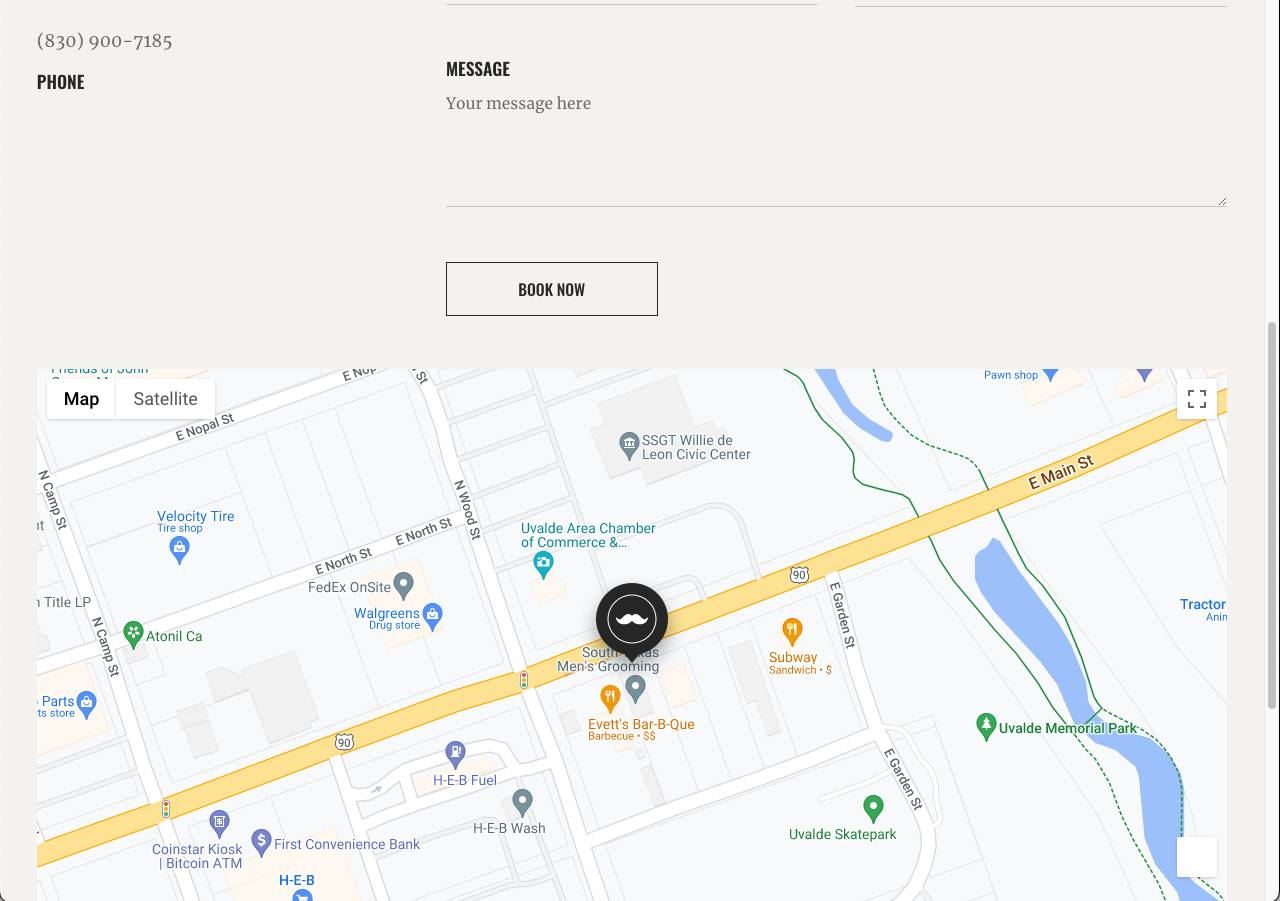 (830) 900-7185
PHONE
MESSAGE
Your message here
BOOK NOW
Friends of John
Map
Satellite
E Nopal St
E Nop
St
Pawn shop
SSGT Willie de
Leon Civic Center
E Main St
N Camp St
N Wood St
Velocity Tire
Tire shop
E North St
E North St
Uvalde Area Chamber
of Commerce &...
90
FedEx OnSite
Title LP
Walgreens
Drug store
E Garden St
Tractor
Anin
N Camp St
Atonil Ca
South Texas
Men's Grooming
Subway
Sandwich • $
Parts
ts store
Evett's Bar-B-Que
Barbecue • $$
Uvalde Memorial Park
90
H-E-B Fuel
E Garden St
H-E-B Wash
Uvalde Skatepark
Coinstar Kiosk
| Bitcoin ATM
$
First Convenience Bank
H-E-B